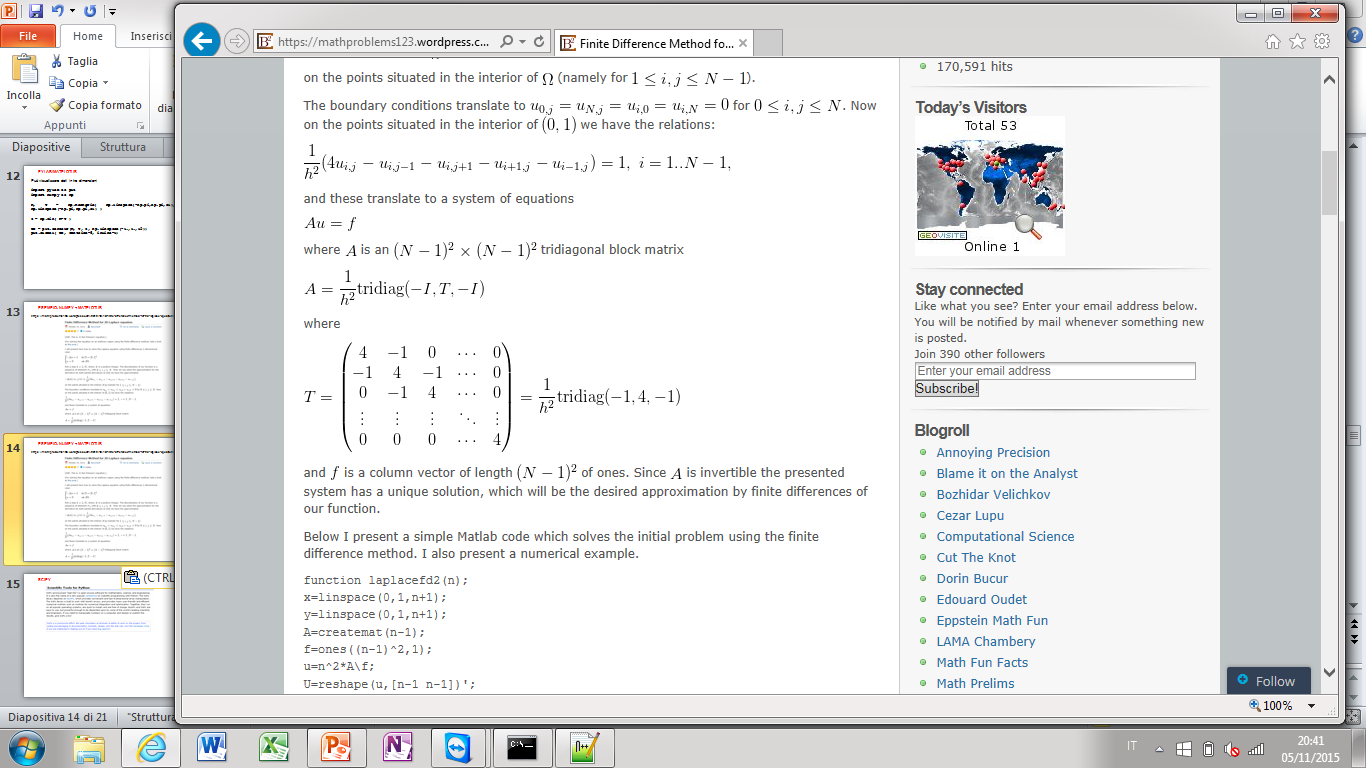 File
Home
Inserisci
Incolla
Taglia
Copia
Copia formato
dia
Appunti
Diapositive
Struttura
12
13
14
15
(CTRL
Diapositiva 14 di 21
"Struttura
https://mathproblems123.wordpress.c...
Finite Difference Method fo...
on the points situated in the interior of Ω (namely for 1 ≤ i, j ≤ N − 1).
The boundary conditions translate to u_{0,j} = u_{N,j} = u_{i,0} = u_{i,N} = 0 for 0 ≤ i, j ≤ N. Now
on the points situated in the interior of (0, 1) we have the relations:
1/h² (4u_{i,j} − u_{i,j−1} − u_{i,j+1} − u_{i+1,j} − u_{i−1,j}) = 1, i = 1..N − 1,
and these translate to a system of equations
Au = f
where A is an (N − 1)² × (N − 1)² tridiagonal block matrix
A = 1/h² tridiag(−I, T, −I)
where
4 −1 0 ⋯ 0
−1 4 −1 ⋯ 0
T = 0 −1 4 ⋯ 0 = 1/h² tridiag(−1, 4, −1)
⋮ ⋮ ⋮ ⋱ ⋮
0 0 0 ⋯ 4
and f is a column vector of length (N − 1)² of ones. Since A is invertible the presented
system has a unique solution, which will be the desired approximation by finite differences of
our function.
Below I present a simple Matlab code which solves the initial problem using the finite
difference method. I also present a numerical example.
function laplacefd2(n);
x=linspace(0,1,n+1);
y=linspace(0,1,n+1);
A=createmat(n-1);
f=ones((n-1)^2,1);
u=n^2*A\f;
U=reshape(u,[n-1 n-1])';
170,591 hits
Today's Visitors
Total 53
GEOVISITE
Online 1
Stay connected
Like what you see? Enter your email address below.
You will be notified by mail whenever something new
is posted.
Join 390 other followers
Enter your email address
Subscribe!
Blogroll
Annoying Precision
Blame it on the Analyst
Bozhidar Velichkov
Cezar Lupu
Computational Science
Cut The Knot
Dorin Bucur
Edouard Oudet
Eppstein Math Fun
LAMA Chambery
Math Fun Facts
Math Prelims
Follow
100%
IT
20:41
05/11/2015